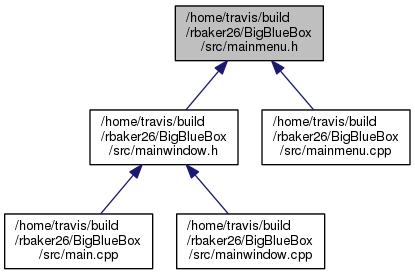 /home/travis/build
/rbaker26/BigBlueBox
/src/mainmenu.h
/home/travis/build
/rbaker26/BigBlueBox
/src/mainwindow.h
/home/travis/build
/rbaker26/BigBlueBox
/src/mainmenu.cpp
/home/travis/build
/rbaker26/BigBlueBox
/src/main.cpp
/home/travis/build
/rbaker26/BigBlueBox
/src/mainwindow.cpp